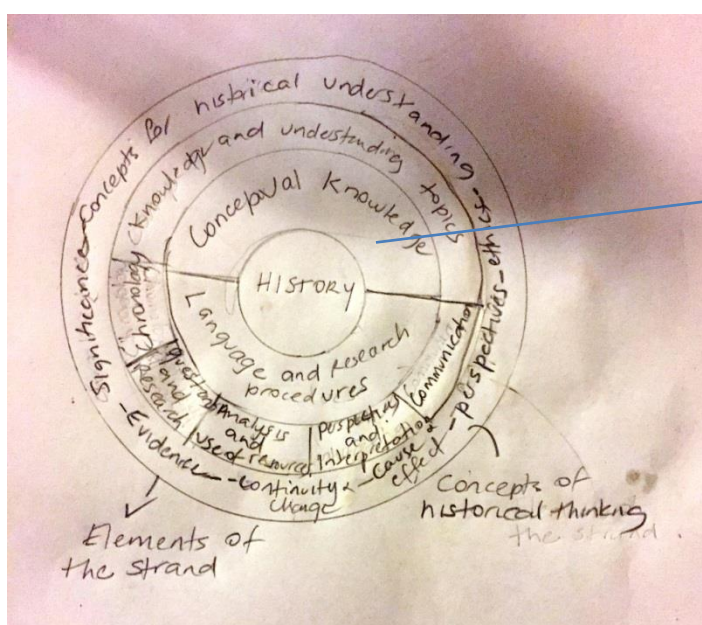 Concepts for historical understanding - ethics - perspectives - Cause & effect - Continuity & change - Evidence - Significance
Knowledge and understanding topics
Conceptual Knowledge
HISTORY
Language and research procedures
Chronology
questions and research
Analysis and use of resources
perspectives and Interpretation
Communication
Elements of
the strand
Concepts of
historical thinking
the strand.